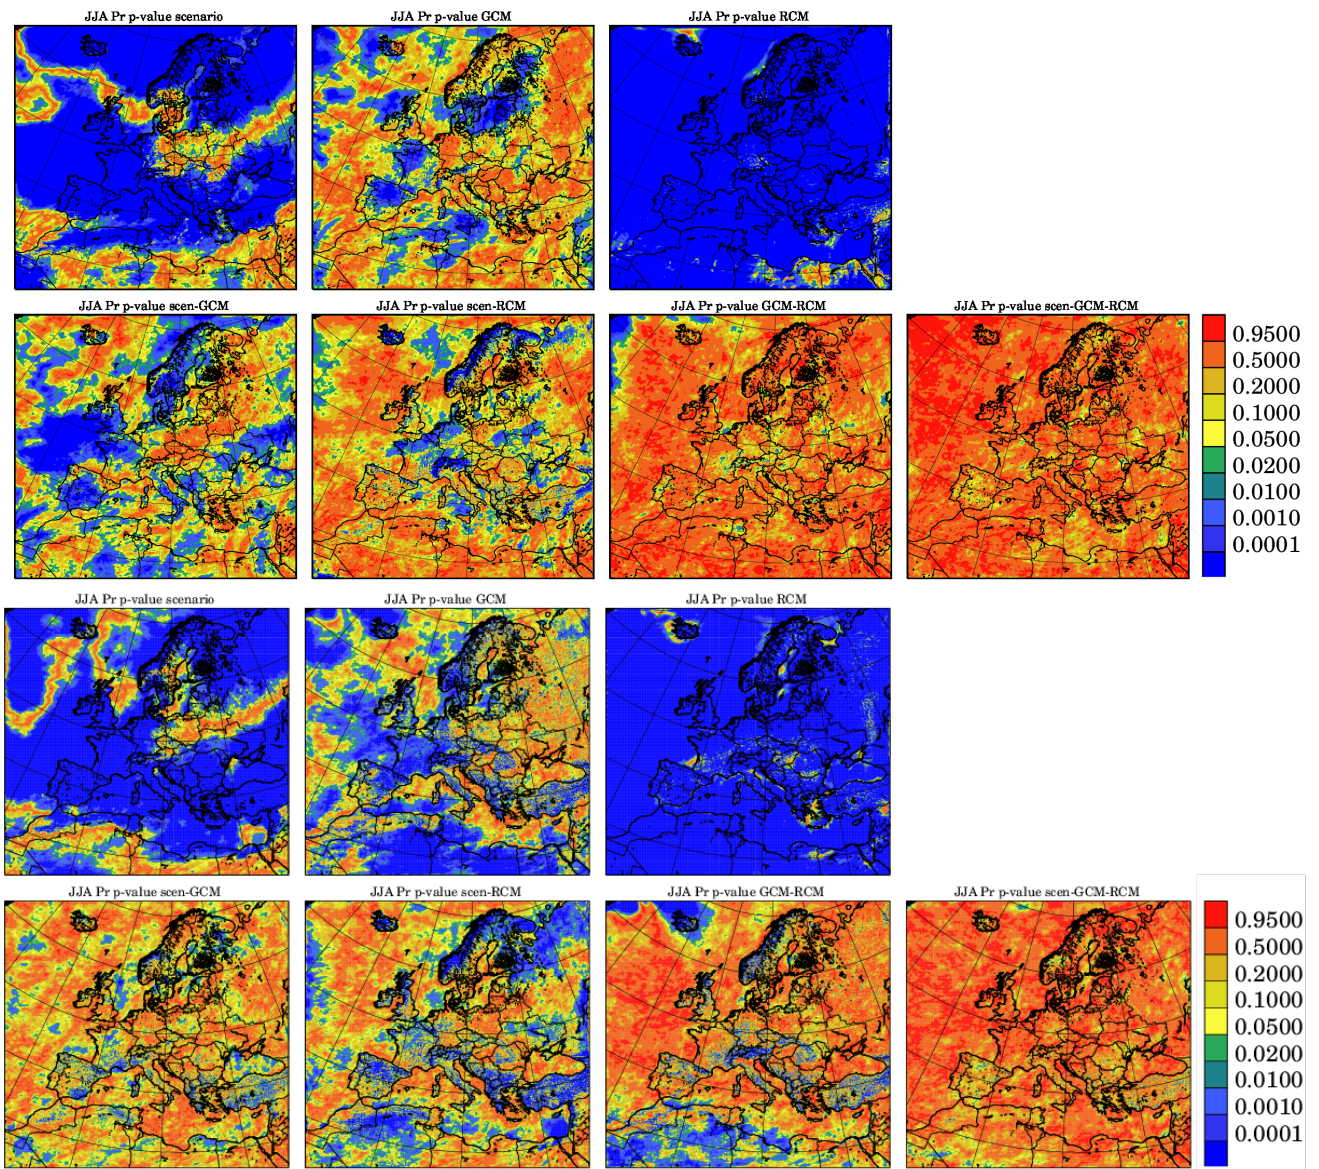 JJA Pr p-value scenario
JJA Pr p-value GCM
JJA Pr p-value RCM
JJA Pr p-value scen-GCM
JJA Pr p-value scen-RCM
JJA Pr p-value GCM-RCM
JJA Pr p-value scen-GCM-RCM
0.9500
0.5000
0.2000
0.1000
0.0500
0.0200
0.0100
0.0010
0.0001
JJA Pr p-value scenario
JJA Pr p-value GCM
JJA Pr p-value RCM
JJA Pr p-value scen-GCM
JJA Pr p-value scen-RCM
JJA Pr p-value GCM-RCM
JJA Pr p-value scen-GCM-RCM
0.9500
0.5000
0.2000
0.1000
0.0500
0.0200
0.0100
0.0010
0.0001